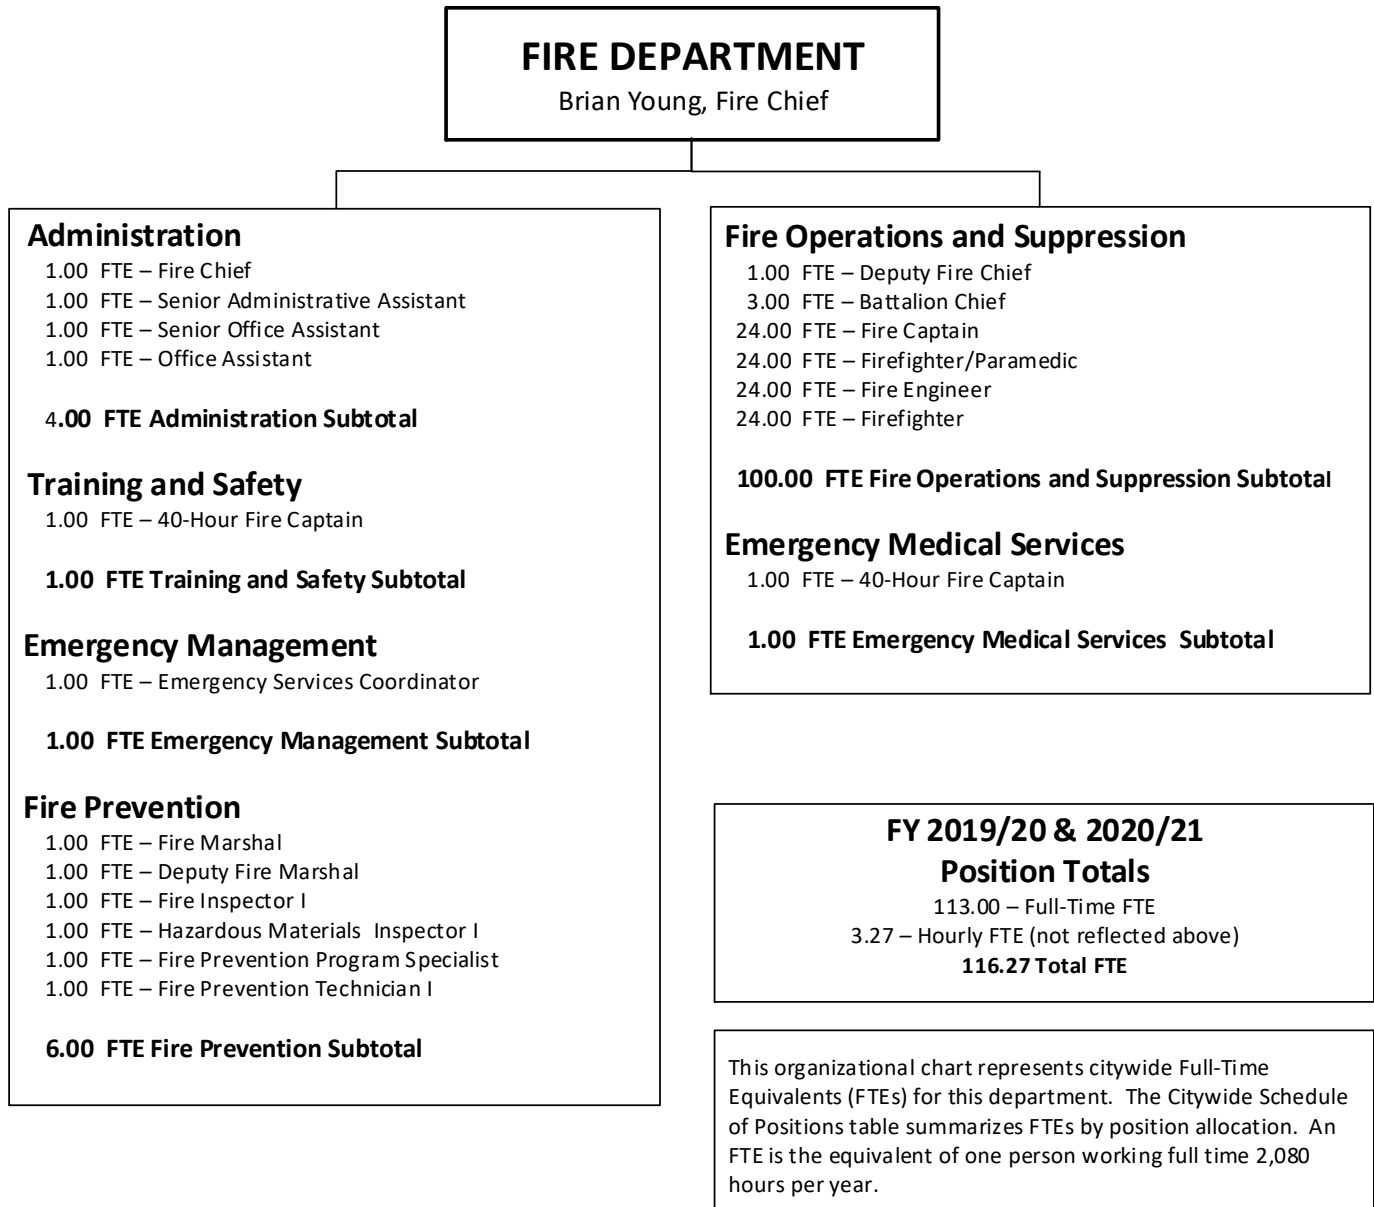 FIRE DEPARTMENT
Brian Young, Fire Chief
Administration
1.00 FTE – Fire Chief
1.00 FTE – Senior Administrative Assistant
1.00 FTE – Senior Office Assistant
1.00 FTE – Office Assistant
4.00 FTE Administration Subtotal
Training and Safety
1.00 FTE – 40-Hour Fire Captain
1.00 FTE Training and Safety Subtotal
Emergency Management
1.00 FTE – Emergency Services Coordinator
1.00 FTE Emergency Management Subtotal
Fire Prevention
1.00 FTE – Fire Marshal
1.00 FTE – Deputy Fire Marshal
1.00 FTE – Fire Inspector I
1.00 FTE – Hazardous Materials Inspector I
1.00 FTE – Fire Prevention Program Specialist
1.00 FTE – Fire Prevention Technician I
6.00 FTE Fire Prevention Subtotal
Fire Operations and Suppression
1.00 FTE – Deputy Fire Chief
3.00 FTE – Battalion Chief
24.00 FTE – Fire Captain
24.00 FTE – Firefighter/Paramedic
24.00 FTE – Fire Engineer
24.00 FTE – Firefighter
100.00 FTE Fire Operations and Suppression Subtotal
Emergency Medical Services
1.00 FTE – 40-Hour Fire Captain
1.00 FTE Emergency Medical Services Subtotal
FY 2019/20 & 2020/21
Position Totals
113.00 – Full-Time FTE
3.27 – Hourly FTE (not reflected above)
116.27 Total FTE
This organizational chart represents citywide Full-Time
Equivalents (FTEs) for this department. The Citywide Schedule
of Positions table summarizes FTEs by position allocation. An
FTE is the equivalent of one person working full time 2,080
hours per year.